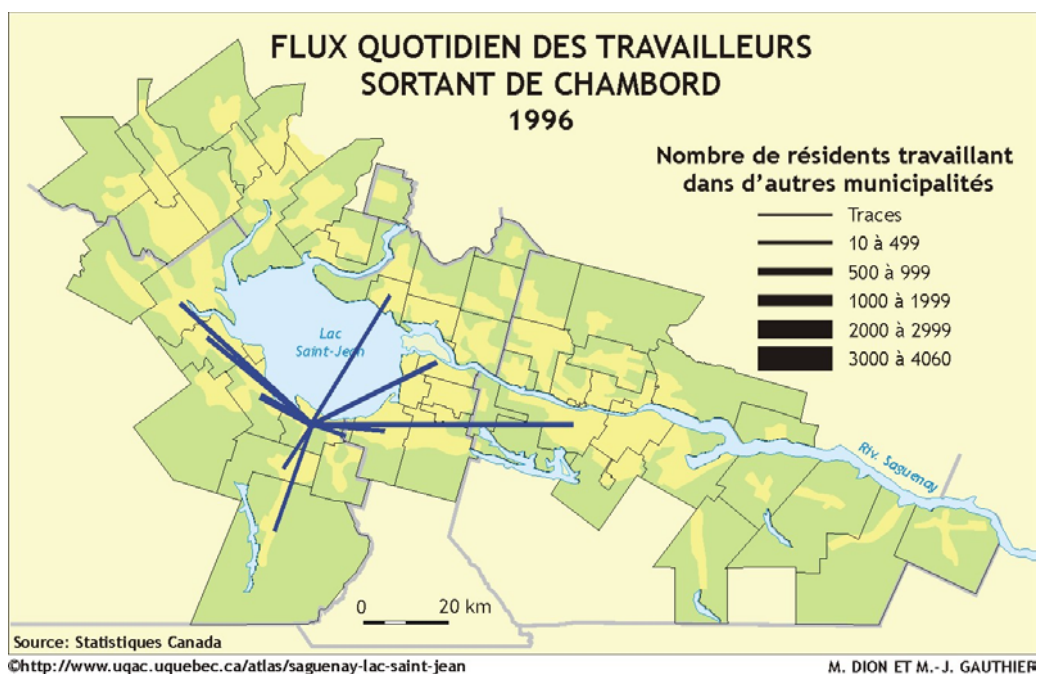 FLUX QUOTIDIEN DES TRAVAILLEURS
SORTANT DE CHAMBORD
1996
Nombre de résidents travaillant
dans d'autres municipalités
Traces
10 à 499
500 à 999
1000 à 1999
2000 à 2999
3000 à 4060
Lac
Saint-Jean
Riv. Saguenay
0 20 km
Source: Statistiques Canada
©http://www.uqac.uquebec.ca/atlas/saguenay-lac-saint-jean
M. DION ET M.-J. GAUTHIER